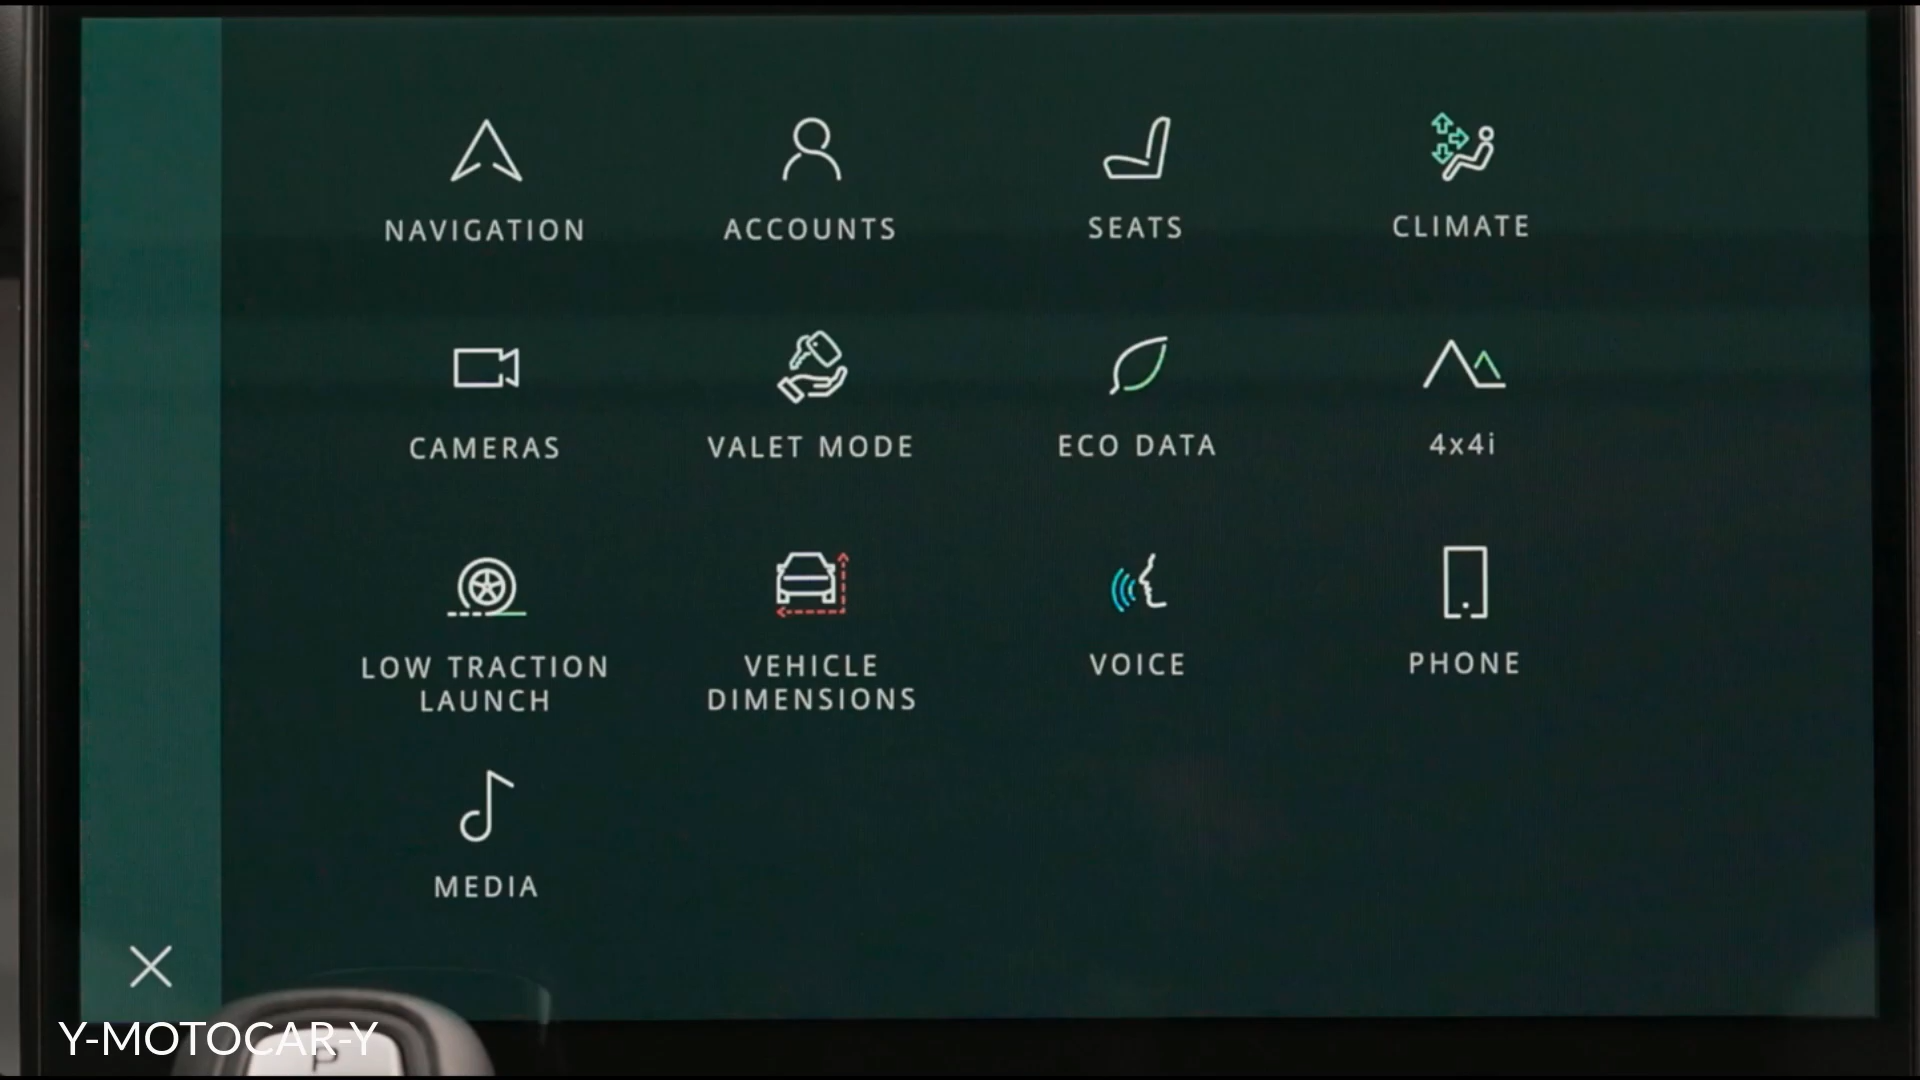 NAVIGATION
ACCOUNTS
SEATS
CLIMATE
CAMERAS
VALET MODE
ECO DATA
4x4i
LOW TRACTION
LAUNCH
VEHICLE
DIMENSIONS
VOICE
PHONE
MEDIA
Y-MOTOCAR-Y
P